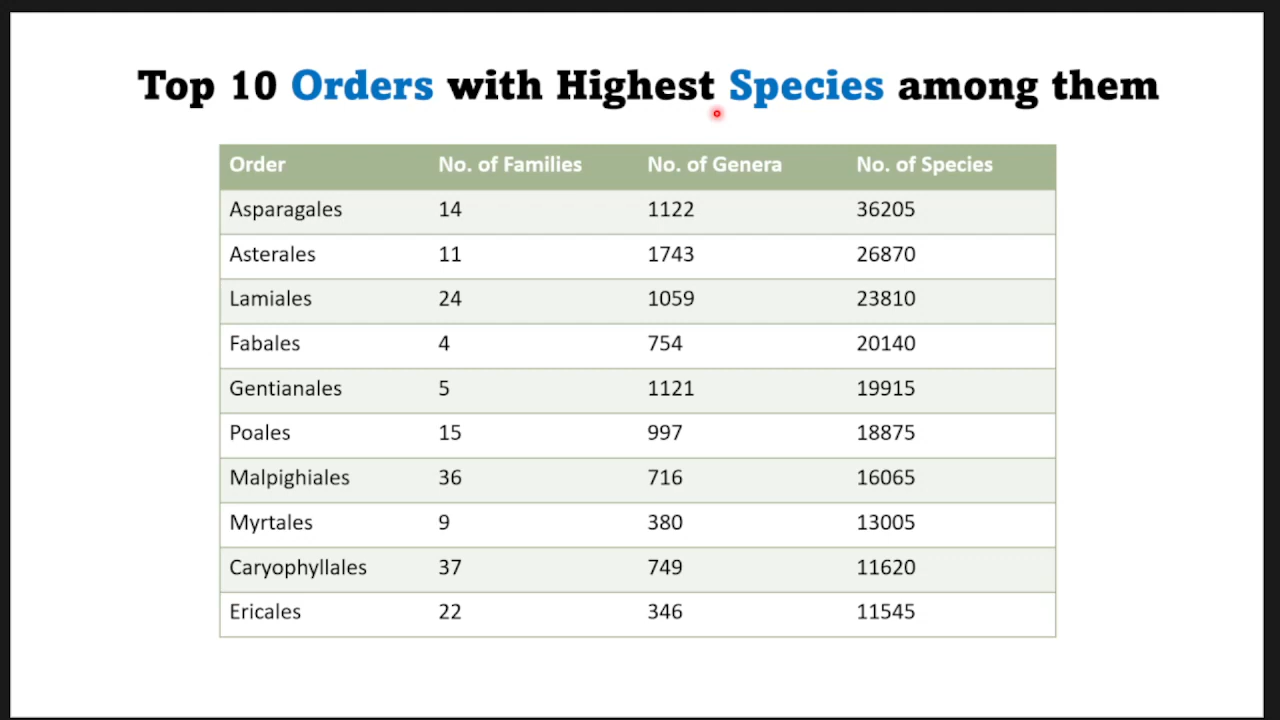 Top 10 Orders with Highest Species among them
Order No. of Families No. of Genera No. of Species
Asparagales 14 1122 36205
Asterales 11 1743 26870
Lamiales 24 1059 23810
Fabales 4 754 20140
Gentianales 5 1121 19915
Poales 15 997 18875
Malpighiales 36 716 16065
Myrtales 9 380 13005
Caryophyllales 37 749 11620
Ericales 22 346 11545